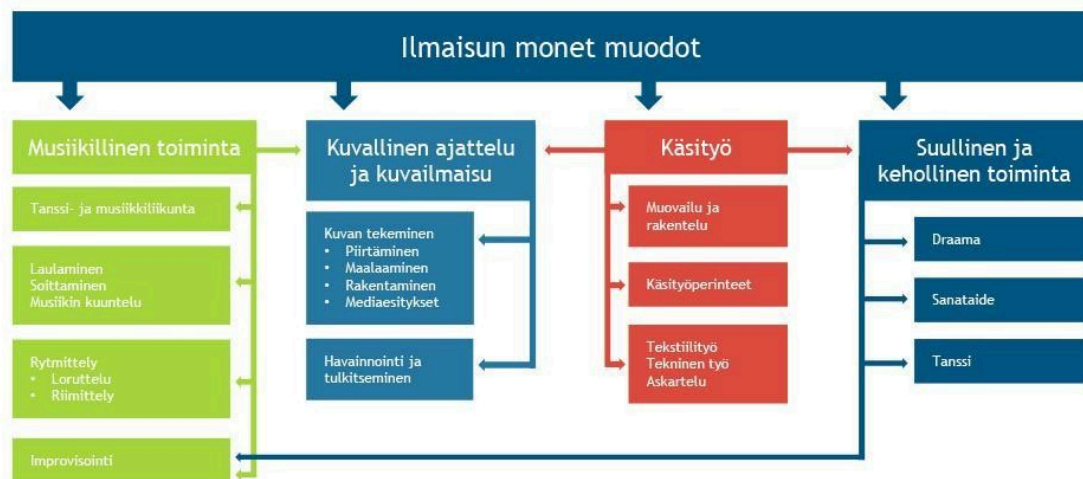 Ilmaisun monet muodot
Musiikillinen toiminta
Tanssi- ja musiikkiliikunta
Laulaminen
Soittaminen
Musiikin kuuntelu
Rytmittely
• Loruttelu
• Riimittely
Improvisointi
Kuvallinen ajattelu
ja kuvailmaisu
Kuvan tekeminen
• Piirtäminen
• Maalaaminen
• Rakentaminen
• Mediaesitykset
Havainnointi ja
tulkitseminen
Käsityö
Muovailu ja
rakentelu
Käsityöperinteet
Tekstiilityö
Tekninen työ
Askartelu
Suullinen ja
kehollinen toiminta
Draama
Sanataide
Tanssi